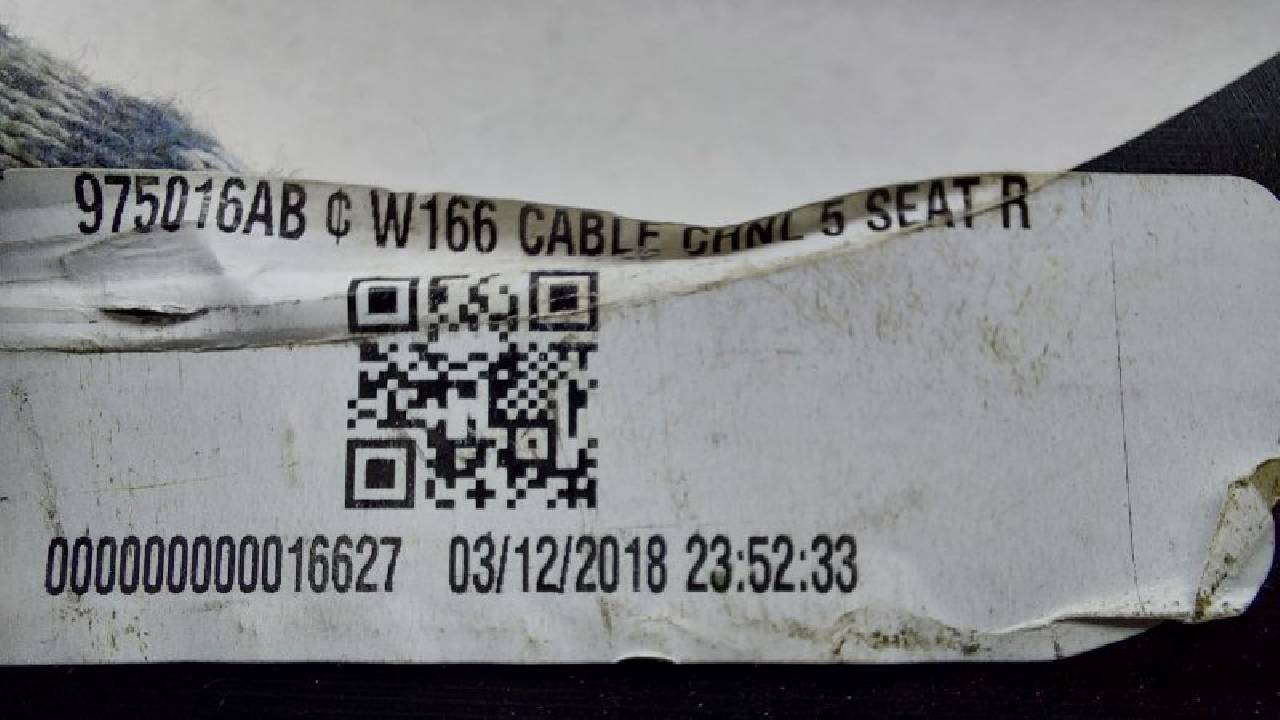 975016AB ₵ W166 CABLE CHNL 5 SEAT R
000000000016627 03/12/2018 23:52:33